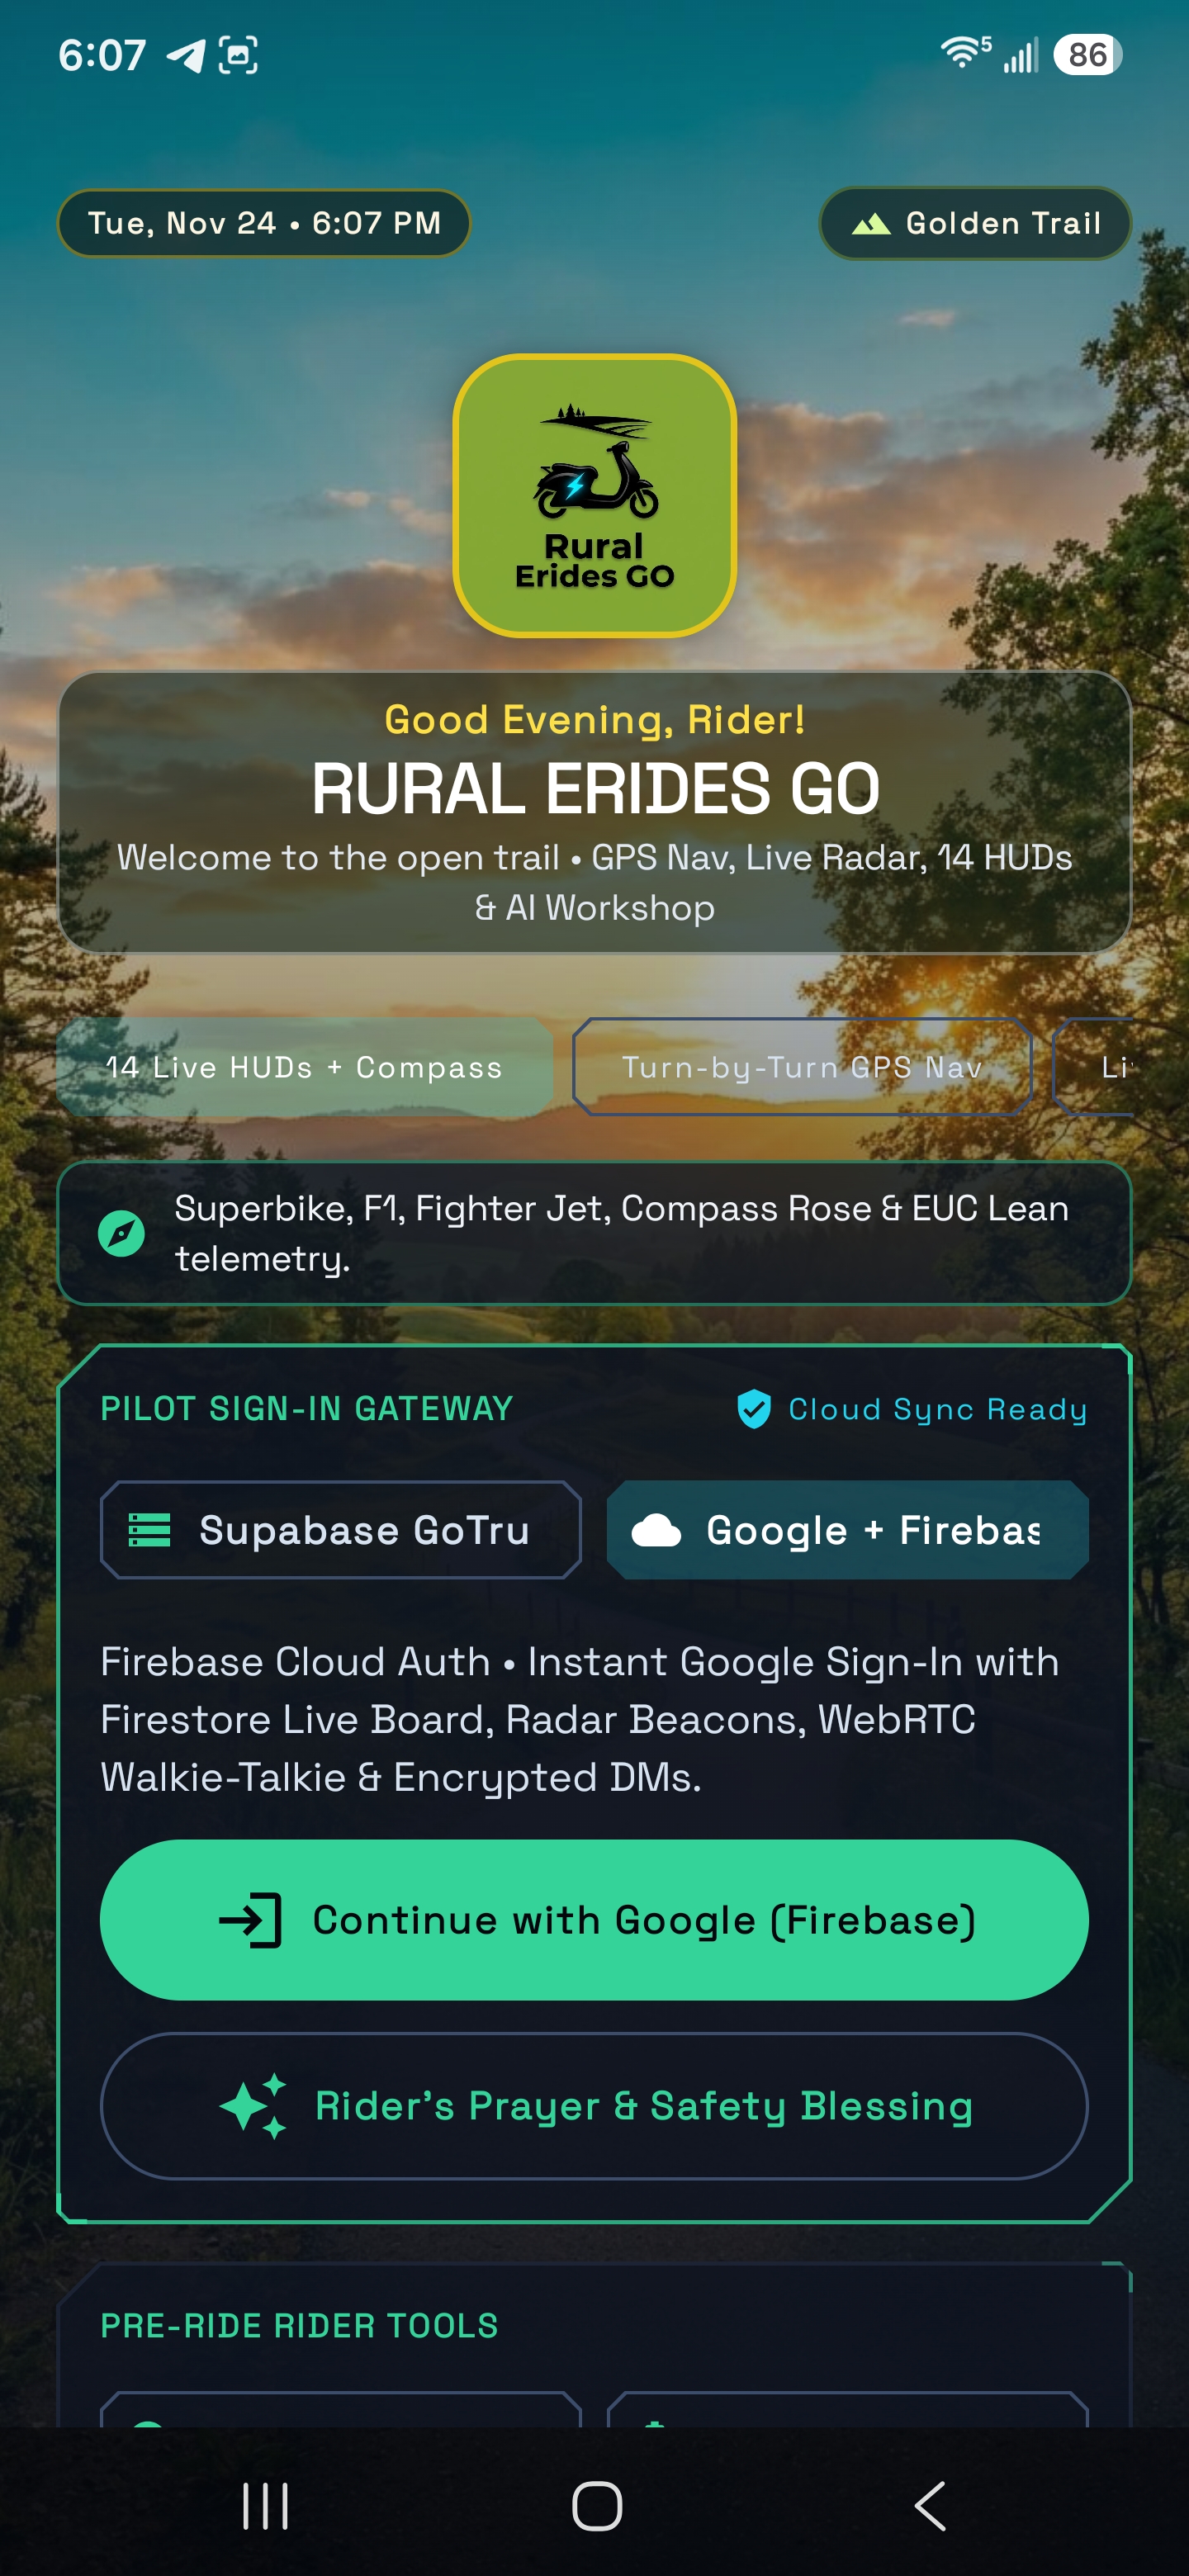 6:07
5
86
Tue, Nov 24 • 6:07 PM
Golden Trail
Rural
Erides GO
Good Evening, Rider!
RURAL ERIDES GO
Welcome to the open trail • GPS Nav, Live Radar, 14 HUDs
& AI Workshop
14 Live HUDs + Compass
Turn-by-Turn GPS Nav
Li
Superbike, F1, Fighter Jet, Compass Rose & EUC Lean
telemetry.
PILOT SIGN-IN GATEWAY
Cloud Sync Ready
Supabase GoTru
Google + Firebas
Firebase Cloud Auth • Instant Google Sign-In with
Firestore Live Board, Radar Beacons, WebRTC
Walkie-Talkie & Encrypted DMs.
Continue with Google (Firebase)
Rider's Prayer & Safety Blessing
PRE-RIDE RIDER TOOLS